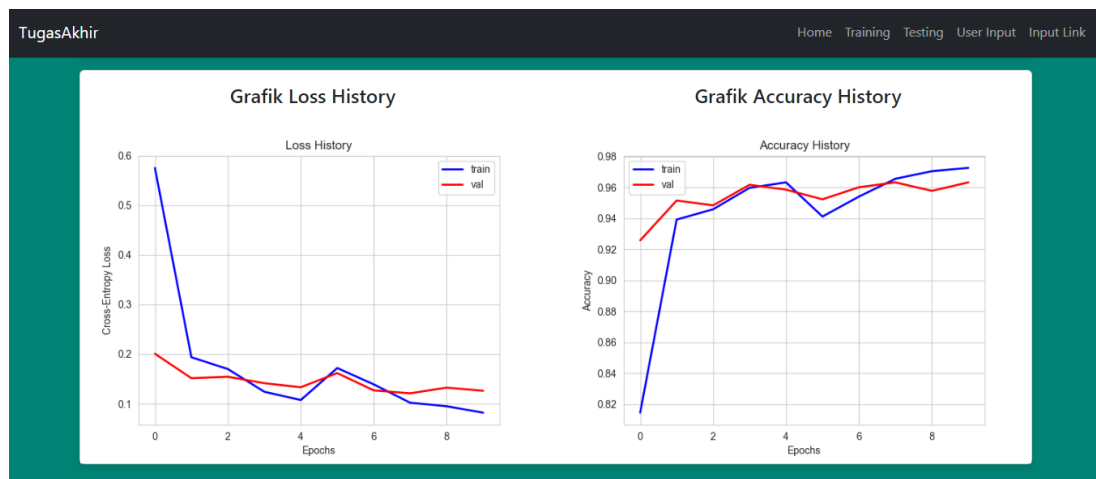 TugasAkhir
Home Training Testing User Input Input Link
Grafik Loss History
Loss History
train
val
0.6
0.5
0.4
0.3
0.2
0.1
Cross-Entropy Loss
0 2 4 6 8
Epochs
Grafik Accuracy History
Accuracy History
train
val
0.98
0.96
0.94
0.92
0.90
0.88
0.86
0.84
0.82
Accuracy
0 2 4 6 8
Epochs